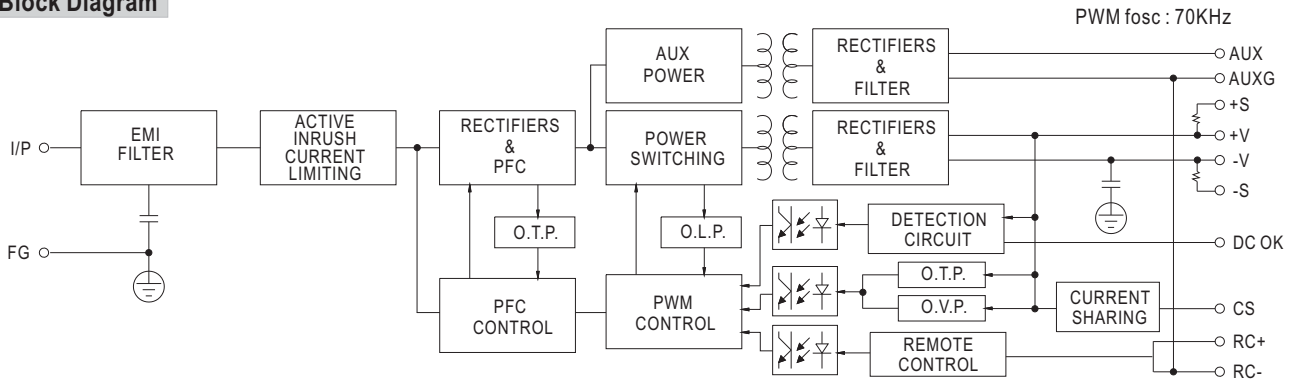 Block Diagram
PWM fosc : 70KHz
I/P
FG
EMI
FILTER
ACTIVE
INRUSH
CURRENT
LIMITING
RECTIFIERS
&
PFC
O.T.P.
PFC
CONTROL
AUX
POWER
POWER
SWITCHING
O.L.P.
PWM
CONTROL
RECTIFIERS
&
FILTER
RECTIFIERS
&
FILTER
DETECTION
CIRCUIT
O.T.P.
O.V.P.
REMOTE
CONTROL
CURRENT
SHARING
AUX
AUXG
+S
+V
-V
-S
DC OK
CS
RC+
RC-